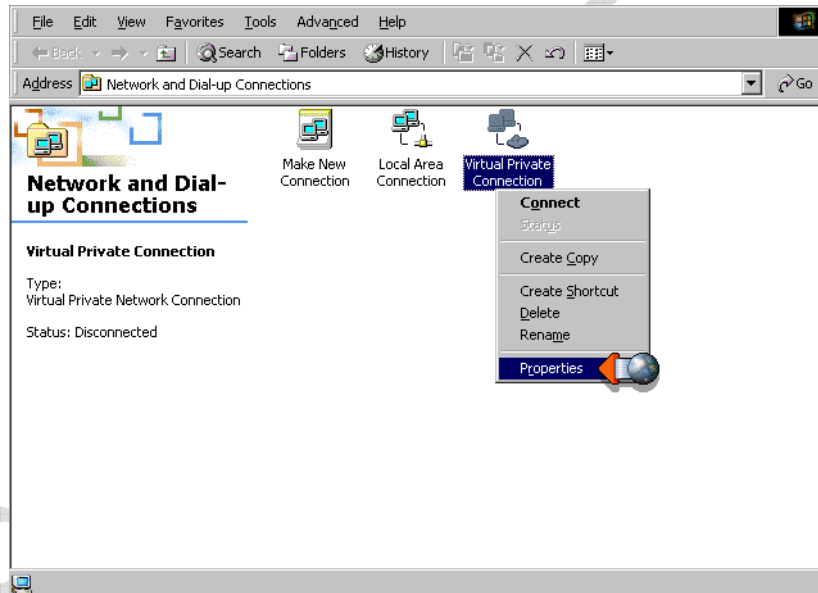 File Edit View Favorites Tools Advanced Help
Back Search Folders History
Address Network and Dial-up Connections Go
Network and Dial-
up Connections
Virtual Private Connection
Type:
Virtual Private Network Connection
Status: Disconnected
Make New
Connection
Local Area
Connection
Virtual Private
Connection
Connect
Status
Create Copy
Create Shortcut
Delete
Rename
Properties